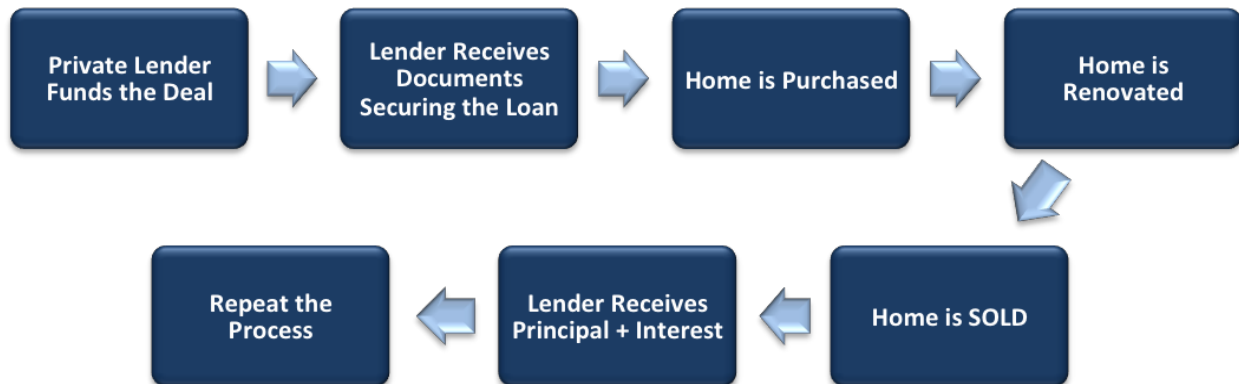 Private Lender
Funds the Deal
Lender Receives
Documents
Securing the Loan
Home is Purchased
Home is
Renovated
Home is SOLD
Lender Receives
Principal + Interest
Repeat the
Process